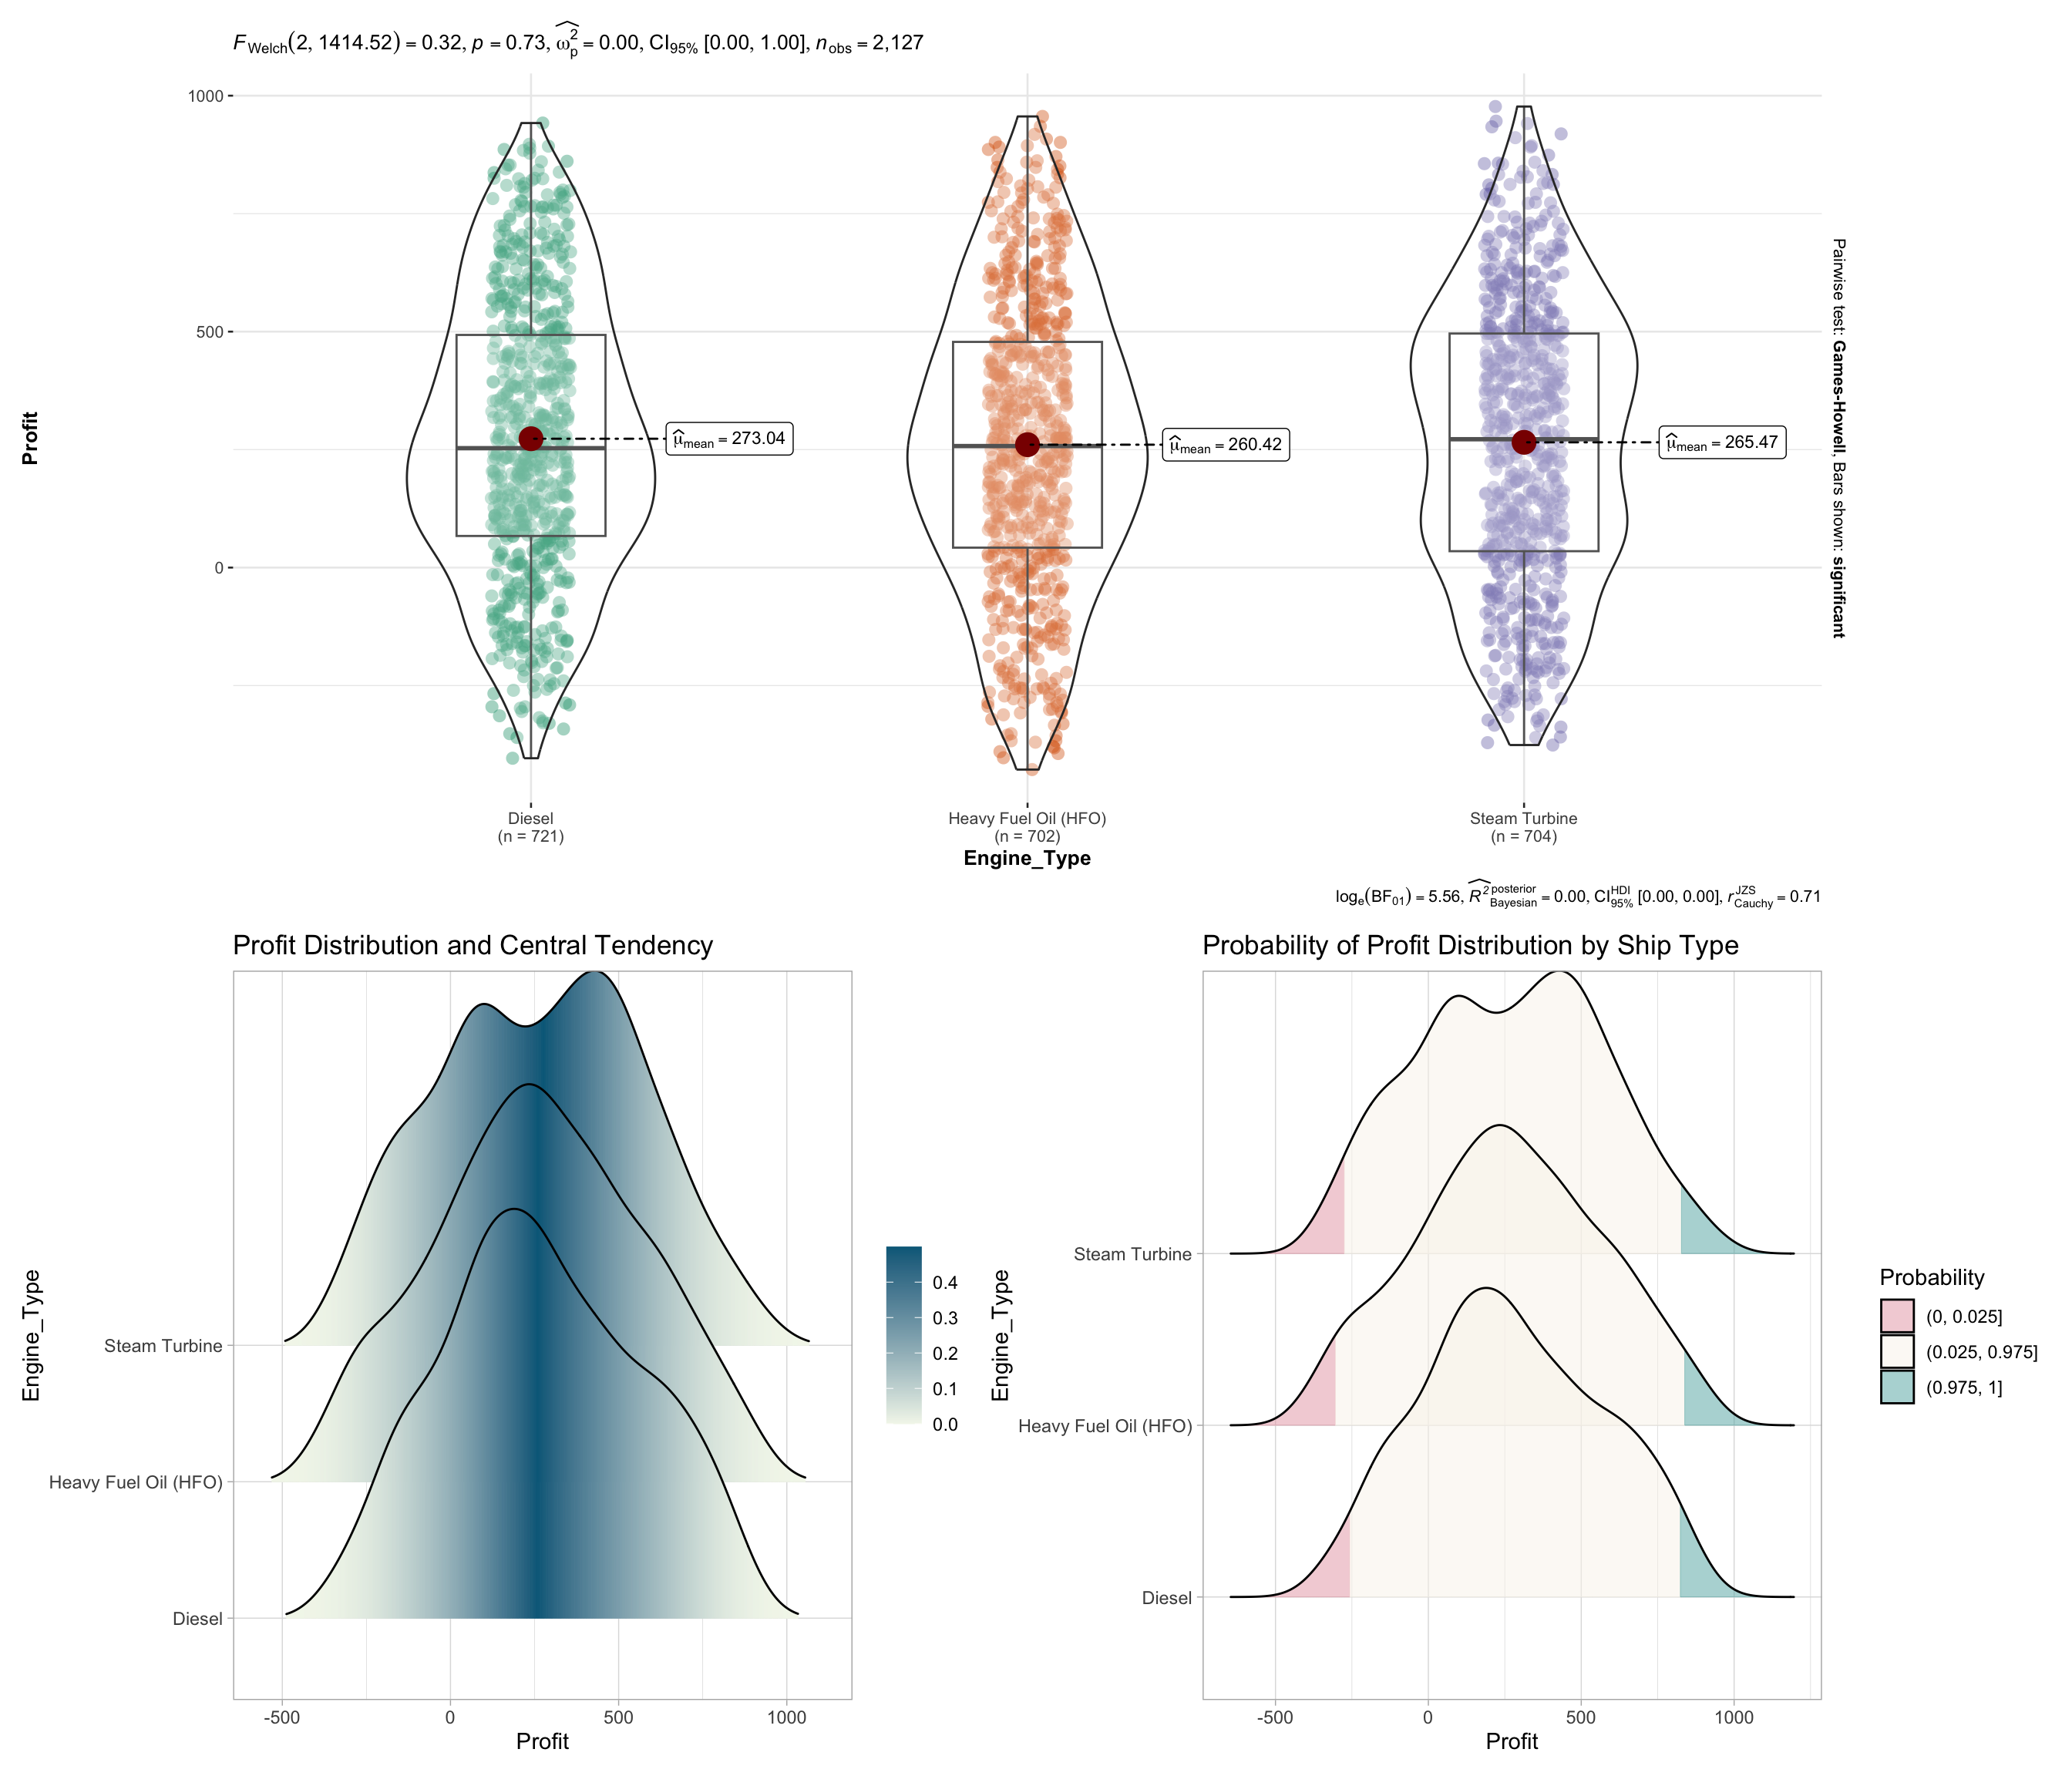 F_Welch(2, 1414.52) = 0.32, p = 0.73, ω̂²_p = 0.00, CI_95% [0.00, 1.00], n_obs = 2,127
1000
500
0
Profit
μ̂_mean = 273.04
μ̂_mean = 260.42
μ̂_mean = 265.47
Pairwise test: Games-Howell, Bars shown: significant
Diesel
(n = 721)
Heavy Fuel Oil (HFO)
(n = 702)
Steam Turbine
(n = 704)
Engine_Type
log_e(BF_01) = 5.56, R̂²^posterior_Bayesian = 0.00, CI^HDI_95% [0.00, 0.00], r^JZS_Cauchy = 0.71
Profit Distribution and Central Tendency
Engine_Type
Steam Turbine
Heavy Fuel Oil (HFO)
Diesel
-500 0 500 1000
Profit
0.4
0.3
0.2
0.1
0.0
Probability of Profit Distribution by Ship Type
Engine_Type
Steam Turbine
Heavy Fuel Oil (HFO)
Diesel
-500 0 500 1000
Profit
Probability
(0, 0.025]
(0.025, 0.975]
(0.975, 1]